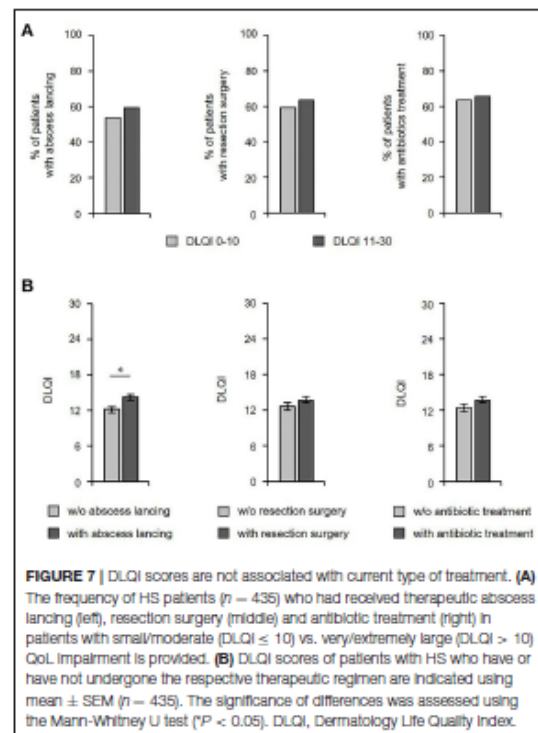 A
% of patients
with abscess lancing
100
80
60
40
20
0
% of patients
with resection surgery
100
80
60
40
20
0
% of patients
with antibiotics treatment
100
80
60
40
20
0
DLQI 0-10
DLQI 11-30
B
DLQI
30
24
18
12
6
*
DLQI
30
24
18
12
6
DLQI
30
24
18
12
6
w/o abscess lancing
with abscess lancing
w/o resection surgery
with resection surgery
w/o antibiotic treatment
with antibiotic treatment
FIGURE 7 | DLQI scores are not associated with current type of treatment. (A)
The frequency of HS patients (n = 435) who had received therapeutic abscess
lancing (left), resection surgery (middle) and antibiotic treatment (right) in
patients with small/moderate (DLQI ≤ 10) vs. very/extremely large (DLQI > 10)
QoL impairment is provided. (B) DLQI scores of patients with HS who have or
have not undergone the respective therapeutic regimen are indicated using
mean ± SEM (n = 435). The significance of differences was assessed using
the Mann-Whitney U test (*P < 0.05). DLQI, Dermatology Life Quality Index.